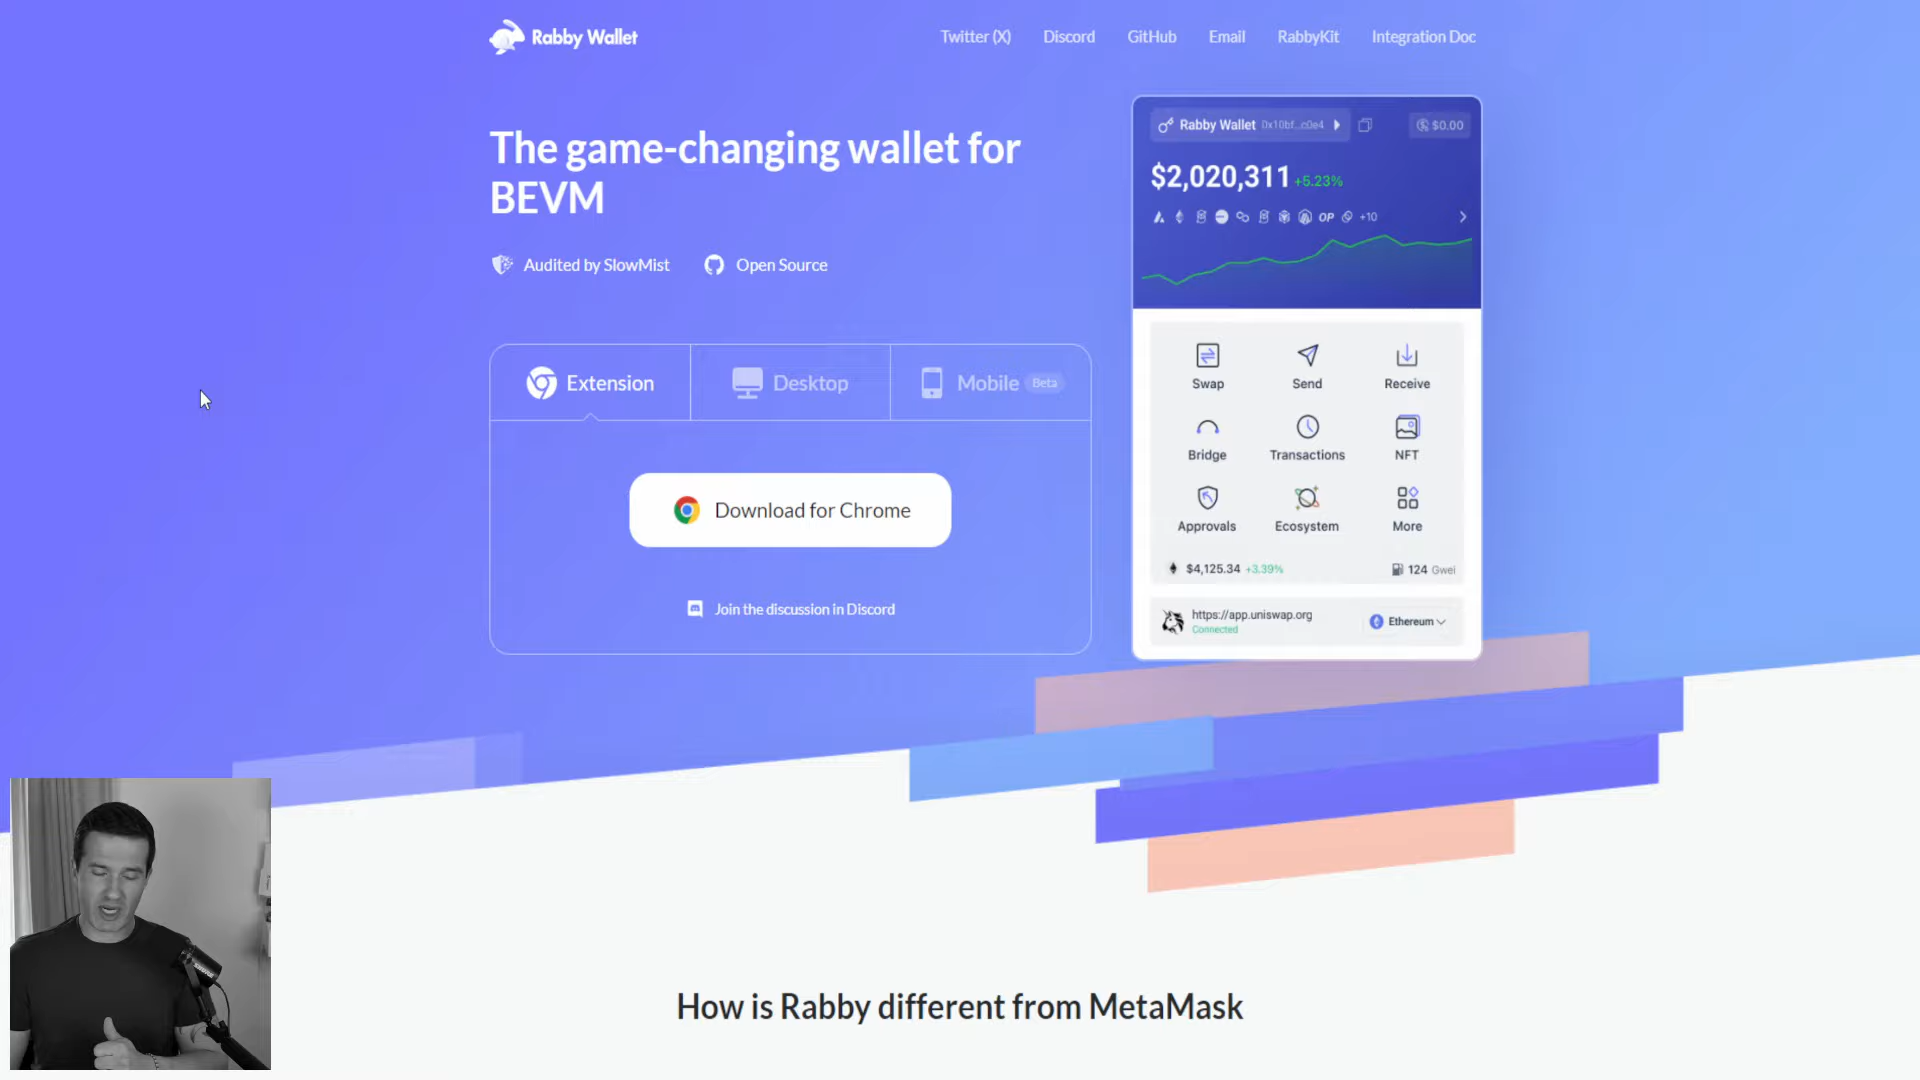 Rabby Wallet
Twitter (X)
Discord
GitHub
Email
RabbyKit
Integration Doc
The game-changing wallet for
BEVM
Audited by SlowMist
Open Source
Extension
Desktop
Mobile Beta
Download for Chrome
Join the discussion in Discord
Rabby Wallet 0x10bf...c0e4
$0.00
$2,020,311 +5.23%
OP
+10
Swap
Send
Receive
Bridge
Transactions
NFT
Approvals
Ecosystem
More
$4,125.34 +3.39%
124 Gwei
https://app.uniswap.org
Connected
Ethereum
How is Rabby different from MetaMask